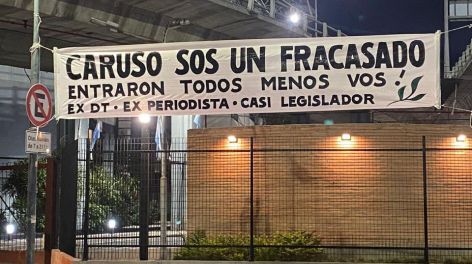 CARUSO SOS UN FRACASADO
ENTRARON TODOS MENOS VOS!
EX DT • EX PERIODISTA • CASI LEGISLADOR
E